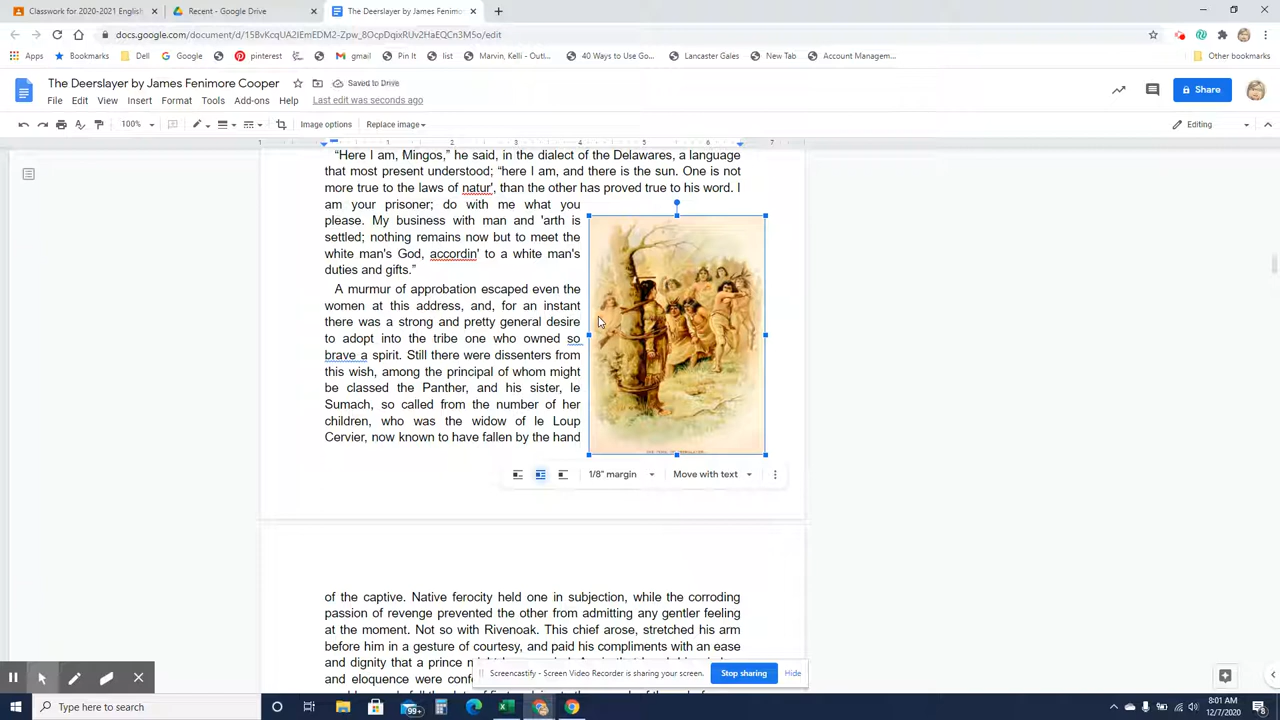 Classwork for 2020-2021 English
Recent - Google Drive
The Deerslayer by James Fenimo
docs.google.com/document/d/158vKcqUA2IEmEDM2-Zpw_8OcpDqixRUv2HaEQCn3M5o/edit
Apps
Bookmarks
Dell
Google
pinterest
gmail
Pin It
list
Marvin, Kelli - Outl...
40 Ways to Use Go...
Lancaster Gales
New Tab
Account Managem...
Other bookmarks
The Deerslayer by James Fenimore Cooper
Saved to Drive
File Edit View Insert Format Tools Add-ons Help
Last edit was seconds ago
Share
100%
Image options
Replace image
Editing
1 1 2 3 4 5 6 7
“Here I am, Mingos,” he said, in the dialect of the Delawares, a language
that most present understood; “here I am, and there is the sun. One is not
more true to the laws of natur', than the other has proved true to his word. I
am your prisoner; do with me what you
please. My business with man and 'arth is
settled; nothing remains now but to meet the
white man's God, accordin' to a white man's
duties and gifts.”
A murmur of approbation escaped even the
women at this address, and, for an instant
there was a strong and pretty general desire
to adopt into the tribe one who owned so
brave a spirit. Still there were dissenters from
this wish, among the principal of whom might
be classed the Panther, and his sister, le
Sumach, so called from the number of her
children, who was the widow of le Loup
Cervier, now known to have fallen by the hand
1/8" margin
Move with text
of the captive. Native ferocity held one in subjection, while the corroding
passion of revenge prevented the other from admitting any gentler feeling
at the moment. Not so with Rivenoak. This chief arose, stretched his arm
before him in a gesture of courtesy, and paid his compliments with an ease
and dignity that a prince
and eloquence were
Screencastify - Screen Video Recorder is sharing your screen.
Stop sharing
Hide
Type here to search
99+
8:01 AM
12/7/2020
8